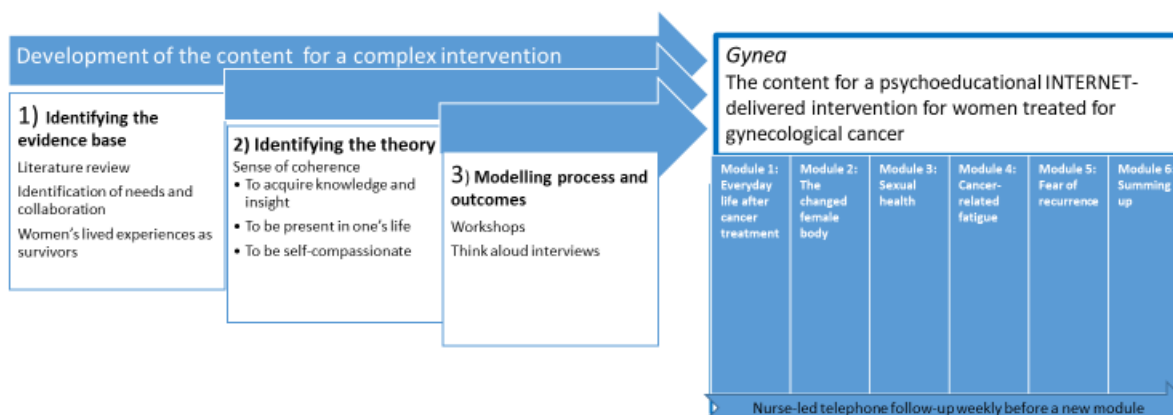 Development of the content for a complex intervention
1) Identifying the
evidence base
Literature review
Identification of needs and
collaboration
Women's lived experiences as
survivors
2) Identifying the theory
Sense of coherence
• To acquire knowledge and
insight
• To be present in one's life
• To be self-compassionate
3) Modelling process and
outcomes
Workshops
Think aloud interviews
Gynea
The content for a psychoeducational INTERNET-
delivered intervention for women treated for
gynecological cancer
Module 1:
Everyday
life after
cancer
treatment
Module 2:
The
changed
female
body
Module 3:
Sexual
health
Module 4:
Cancer-
related
fatigue
Module 5:
Fear of
recurrence
Module 6
Summing
up
Nurse-led telephone follow-up weekly before a new module